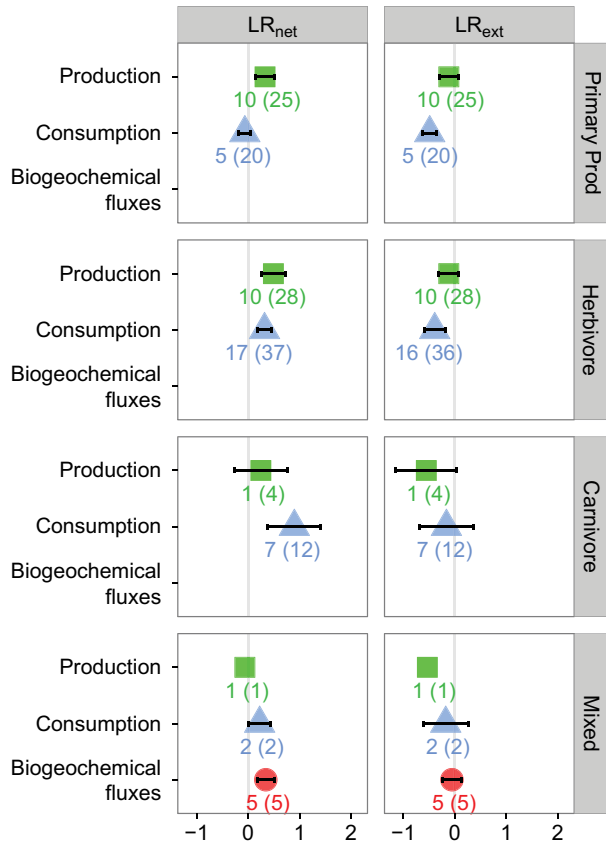 LRnet LRext
Production
10 (25) 10 (25)
Consumption
5 (20) 5 (20)
Biogeochemical
fluxes
Primary Prod
Production
10 (28) 10 (28)
Consumption
17 (37) 16 (36)
Biogeochemical
fluxes
Herbivore
Production
1 (4) 1 (4)
Consumption
7 (12) 7 (12)
Biogeochemical
fluxes
Carnivore
Production
1 (1) 1 (1)
Consumption
2 (2) 2 (2)
Biogeochemical
fluxes
5 (5) 5 (5)
Mixed
−1 0 1 2 −1 0 1 2